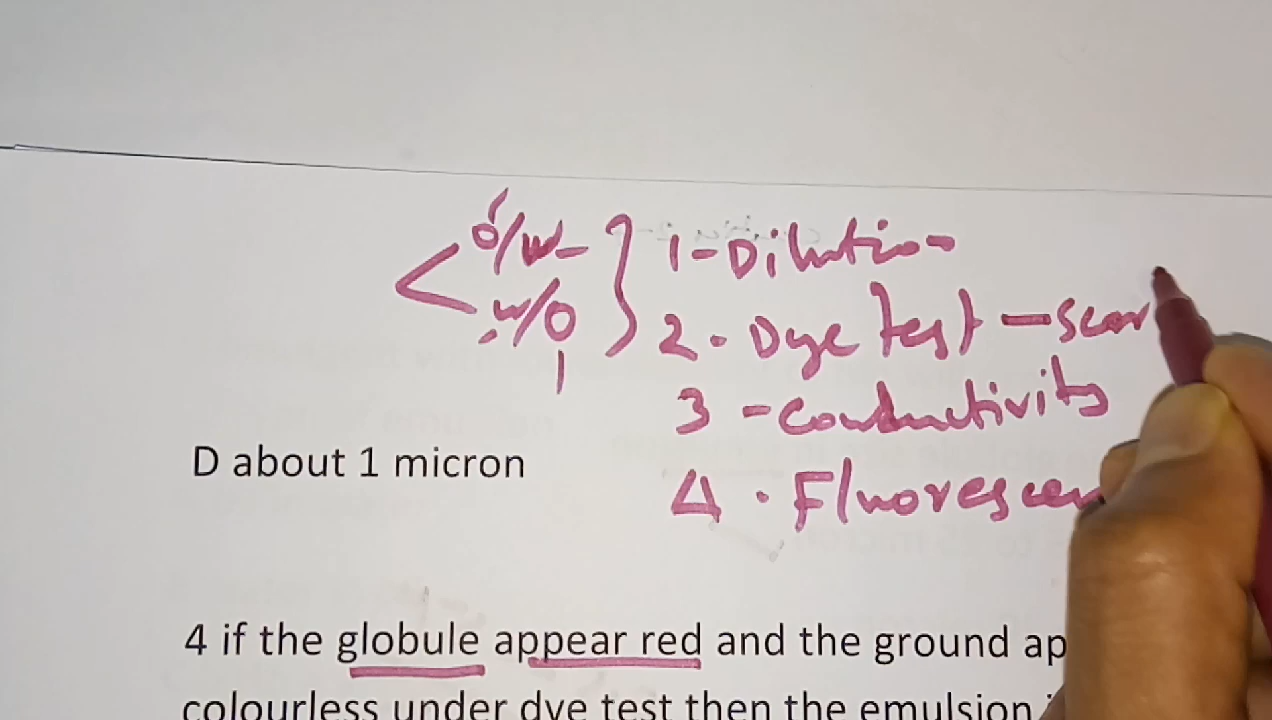 o/w
w/o
1-Dilution
2. Dye test - scar
3 - Conductivity
D about 1 micron
4. Fluorescen
4 if the globule appear red and the ground ap
colourless under dye test then the emulsion i